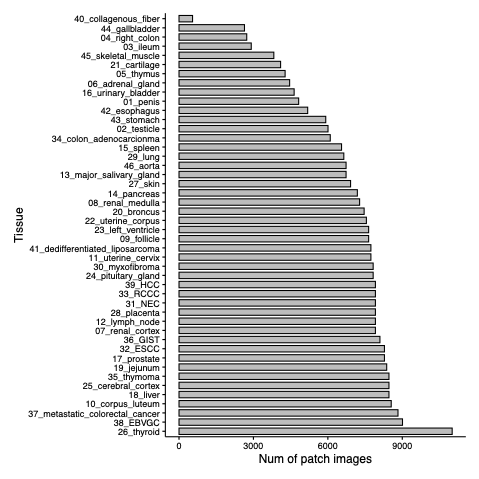 40_collagenous_fiber
44_gallbladder
04_right_colon
03_ileum
45_skeletal_muscle
21_cartilage
05_thymus
06_adrenal_gland
16_urinary_bladder
01_penis
42_esophagus
43_stomach
02_testicle
34_colon_adenocarcionma
15_spleen
29_lung
46_aorta
13_major_salivary_gland
27_skin
14_pancreas
08_renal_medulla
20_broncus
22_uterine_corpus
23_left_ventricle
09_follicle
41_dedifferentiated_liposarcoma
11_uterine_cervix
30_myxofibroma
24_pituitary_gland
39_HCC
33_RCCC
31_NEC
28_placenta
12_lymph_node
07_renal_cortex
36_GIST
32_ESCC
17_prostate
19_jejunum
35_thymoma
25_cerebral_cortex
18_liver
10_corpus_luteum
37_metastatic_colorectal_cancer
38_EBVGC
26_thyroid
Tissue
0 3000 6000 9000
Num of patch images